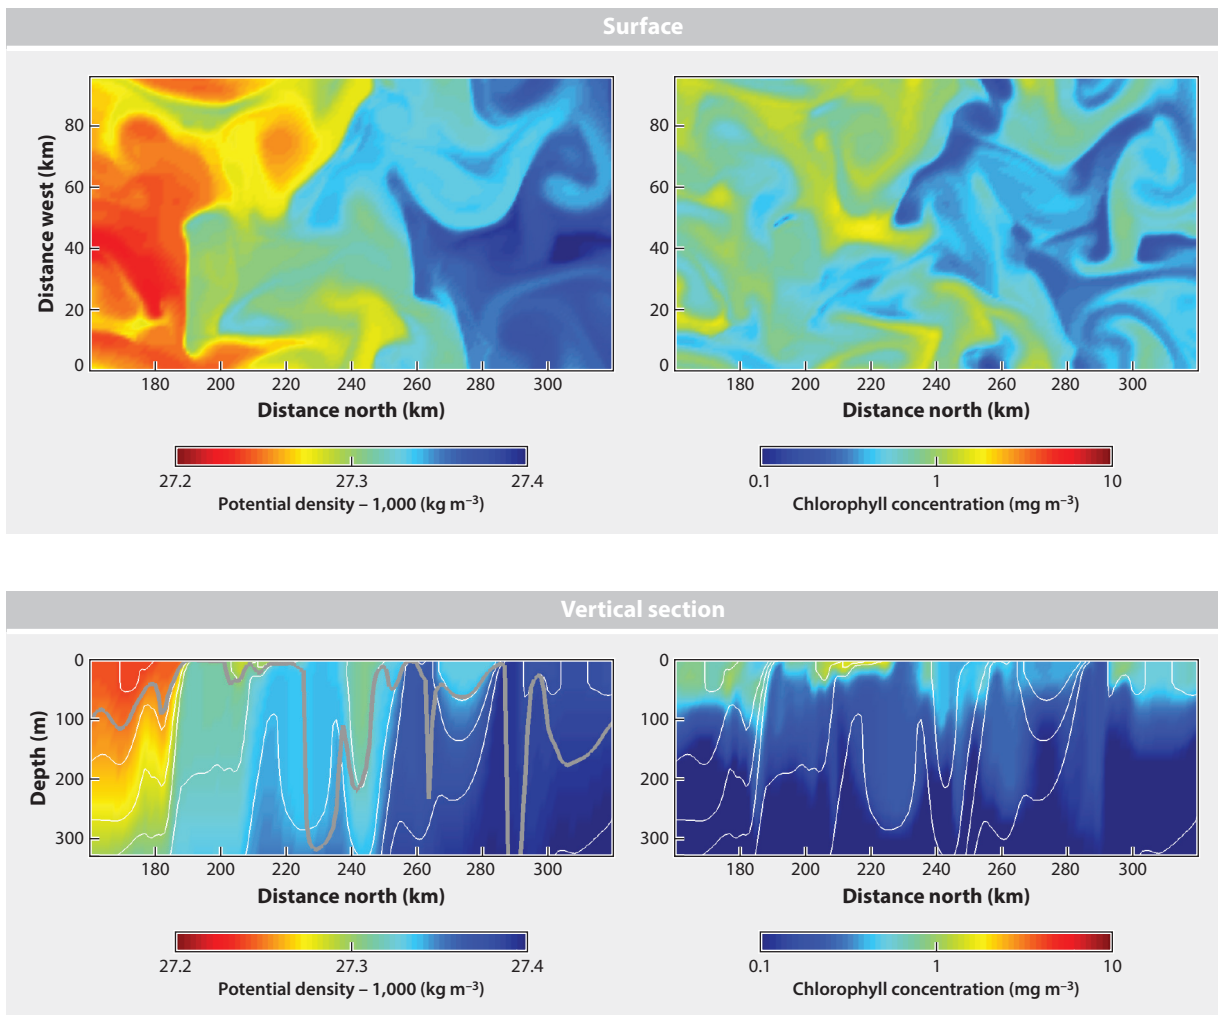 Surface
Distance west (km)
80
60
40
20
0
180 200 220 240 260 280 300
Distance north (km)
27.2 27.3 27.4
Potential density – 1,000 (kg m⁻³)
80
60
40
20
0
180 200 220 240 260 280 300
Distance north (km)
0.1 1 10
Chlorophyll concentration (mg m⁻³)
Vertical section
Depth (m)
0
100
200
300
180 200 220 240 260 280 300
Distance north (km)
27.2 27.3 27.4
Potential density – 1,000 (kg m⁻³)
0
100
200
300
180 200 220 240 260 280 300
Distance north (km)
0.1 1 10
Chlorophyll concentration (mg m⁻³)